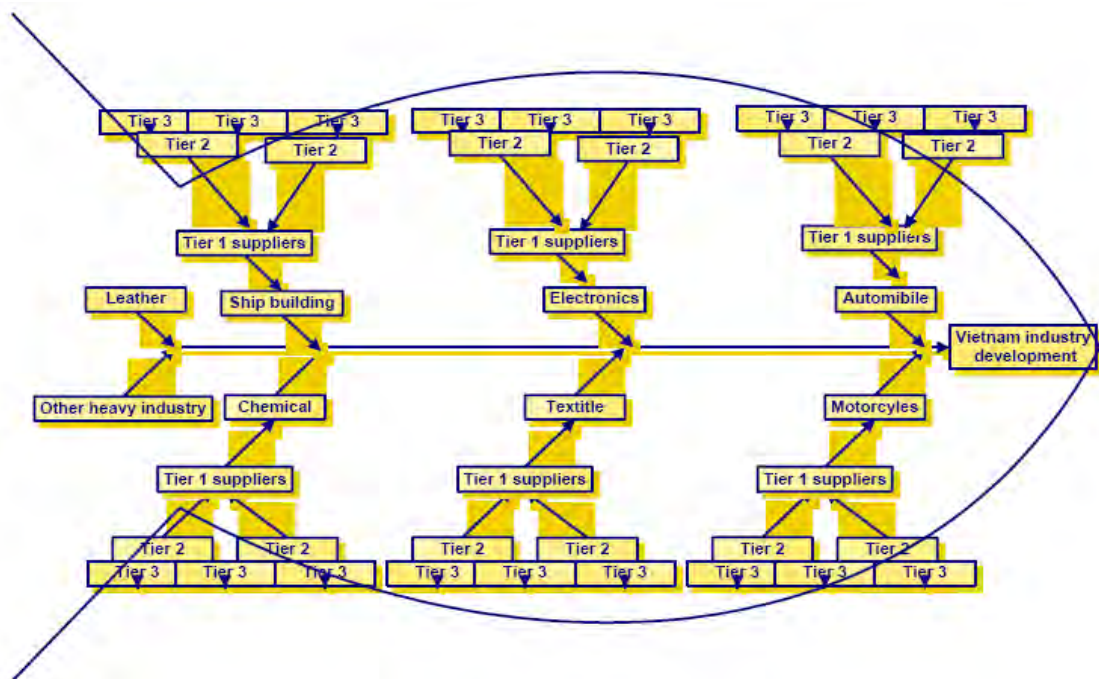 Tier 3 Tier 3 Tier 3 Tier 3 Tier 3 Tier 3 Tier 3 Tier 3 Tier 3
Tier 2 Tier 2 Tier 2 Tier 2 Tier 2 Tier 2
Tier 1 suppliers Tier 1 suppliers Tier 1 suppliers
Leather Ship building Electronics Automibile
Vietnam industry
development
Other heavy industry Chemical Textitle Motorcyles
Tier 1 suppliers Tier 1 suppliers Tier 1 suppliers
Tier 2 Tier 2 Tier 2 Tier 2 Tier 2 Tier 2
Tier 3 Tier 3 Tier 3 Tier 3 Tier 3 Tier 3 Tier 3 Tier 3 Tier 3